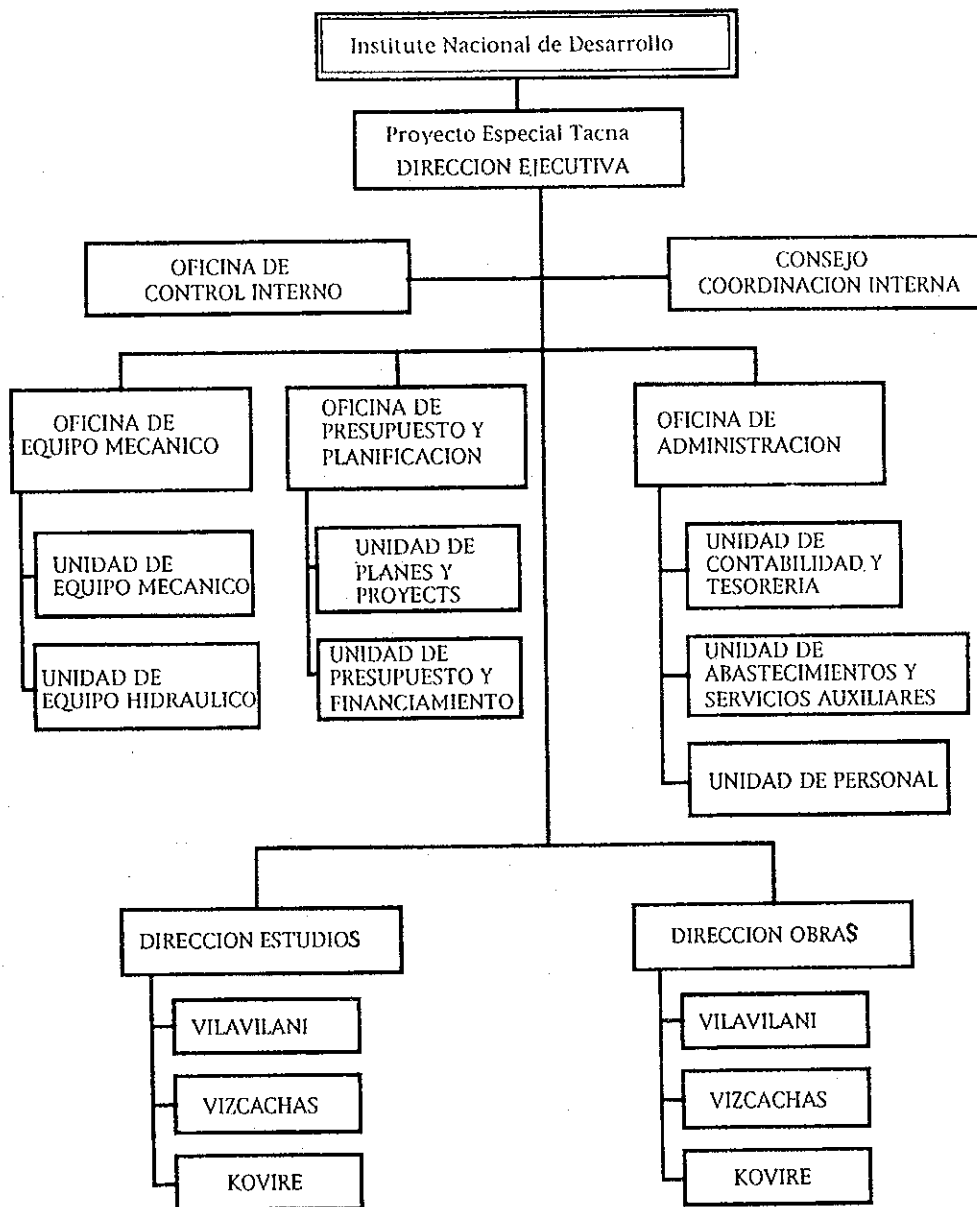 Institute Nacional de Desarrollo
Proyecto Especial Tacna
DIRECCION EJECUTIVA
OFICINA DE
CONTROL INTERNO
CONSEJO
COORDINACION INTERNA
OFICINA DE
EQUIPO MECANICO
OFICINA DE
PRESUPUESTO Y
PLANIFICACION
OFICINA DE
ADMINISTRACION
UNIDAD DE
EQUIPO MECANICO
UNIDAD DE
PLANES Y
PROYECTS
UNIDAD DE
CONTABILIDAD Y
TESORERIA
UNIDAD DE
EQUIPO HIDRAULICO
UNIDAD DE
PRESUPUESTO Y
FINANCIAMIENTO
UNIDAD DE
ABASTECIMIENTOS Y
SERVICIOS AUXILIARES
UNIDAD DE PERSONAL
DIRECCION ESTUDIOS
DIRECCION OBRAS
VILAVILANI
VIZCACHAS
KOVIRE
VILAVILANI
VIZCACHAS
KOVIRE